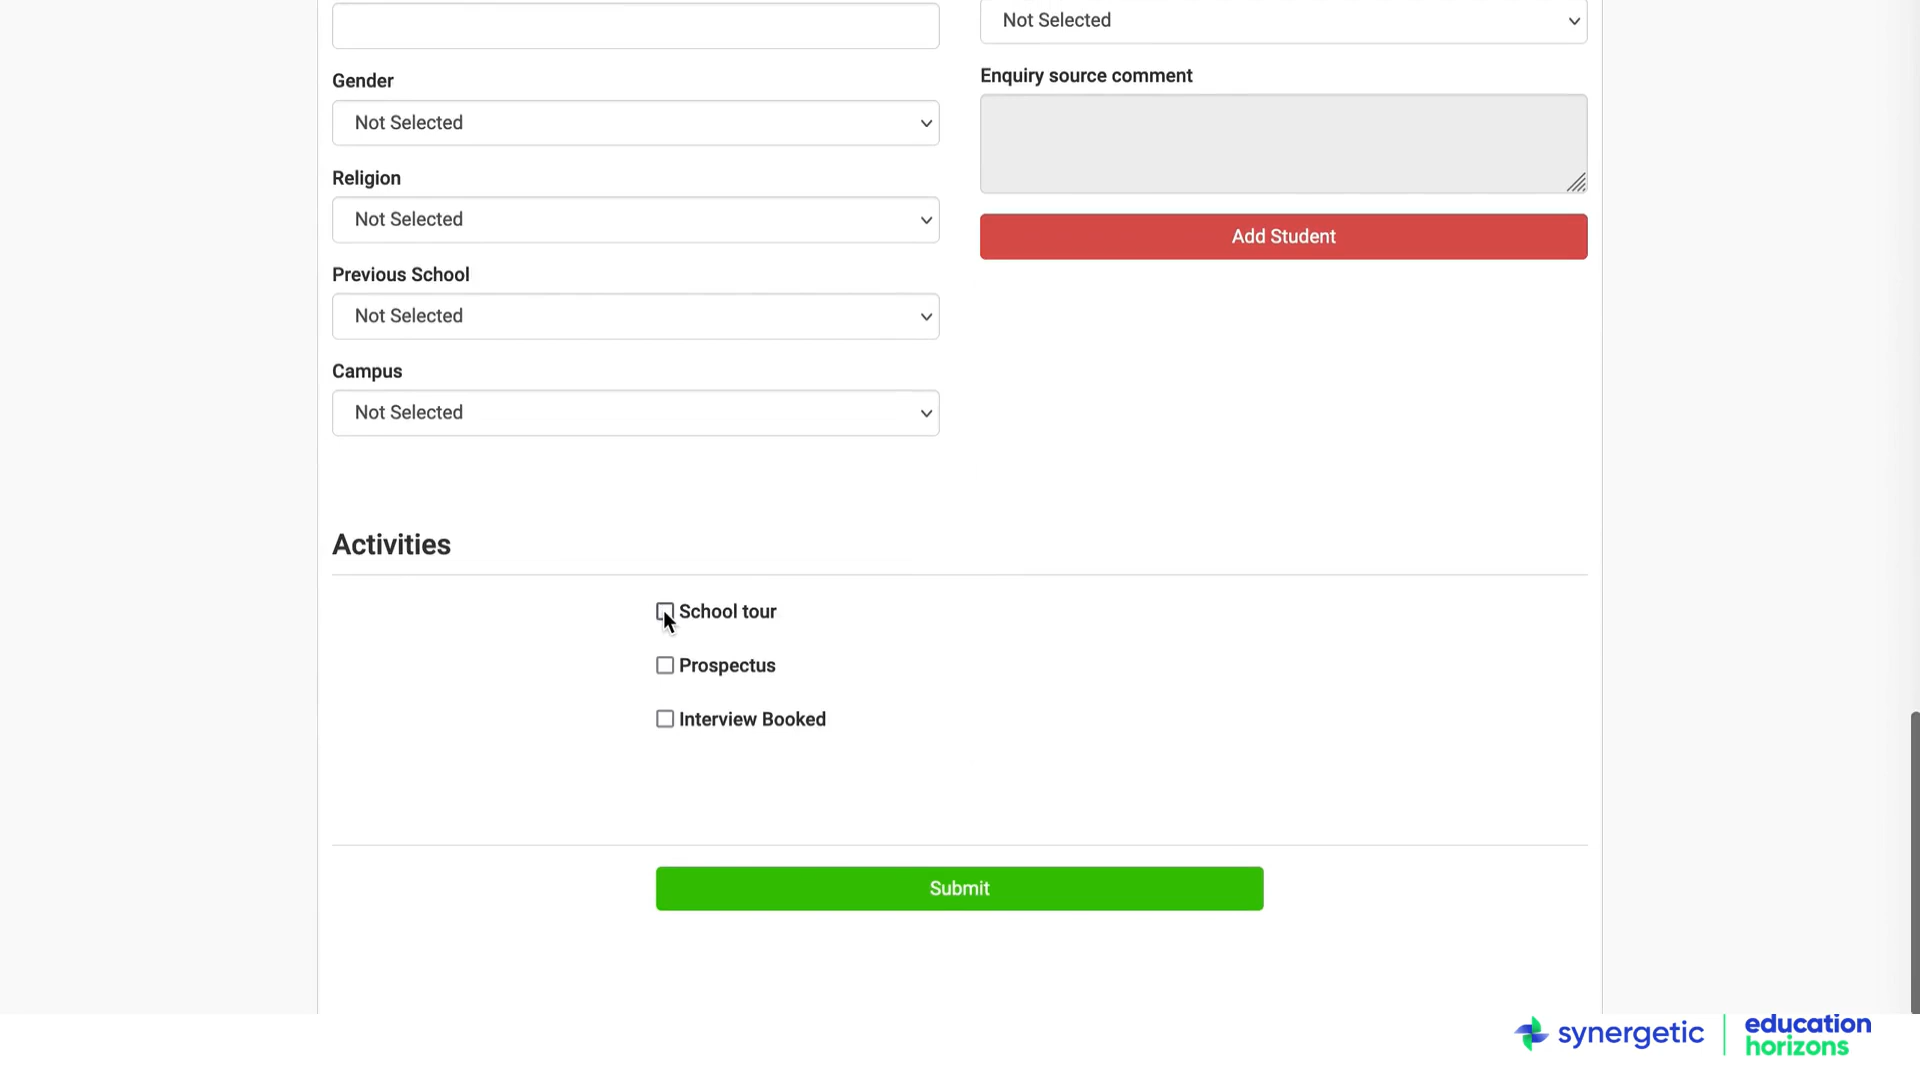 Not Selected
Gender
Not Selected
Religion
Not Selected
Previous School
Not Selected
Campus
Not Selected
Enquiry source comment
Add Student
Activities
School tour
Prospectus
Interview Booked
Submit
synergetic
education
horizons